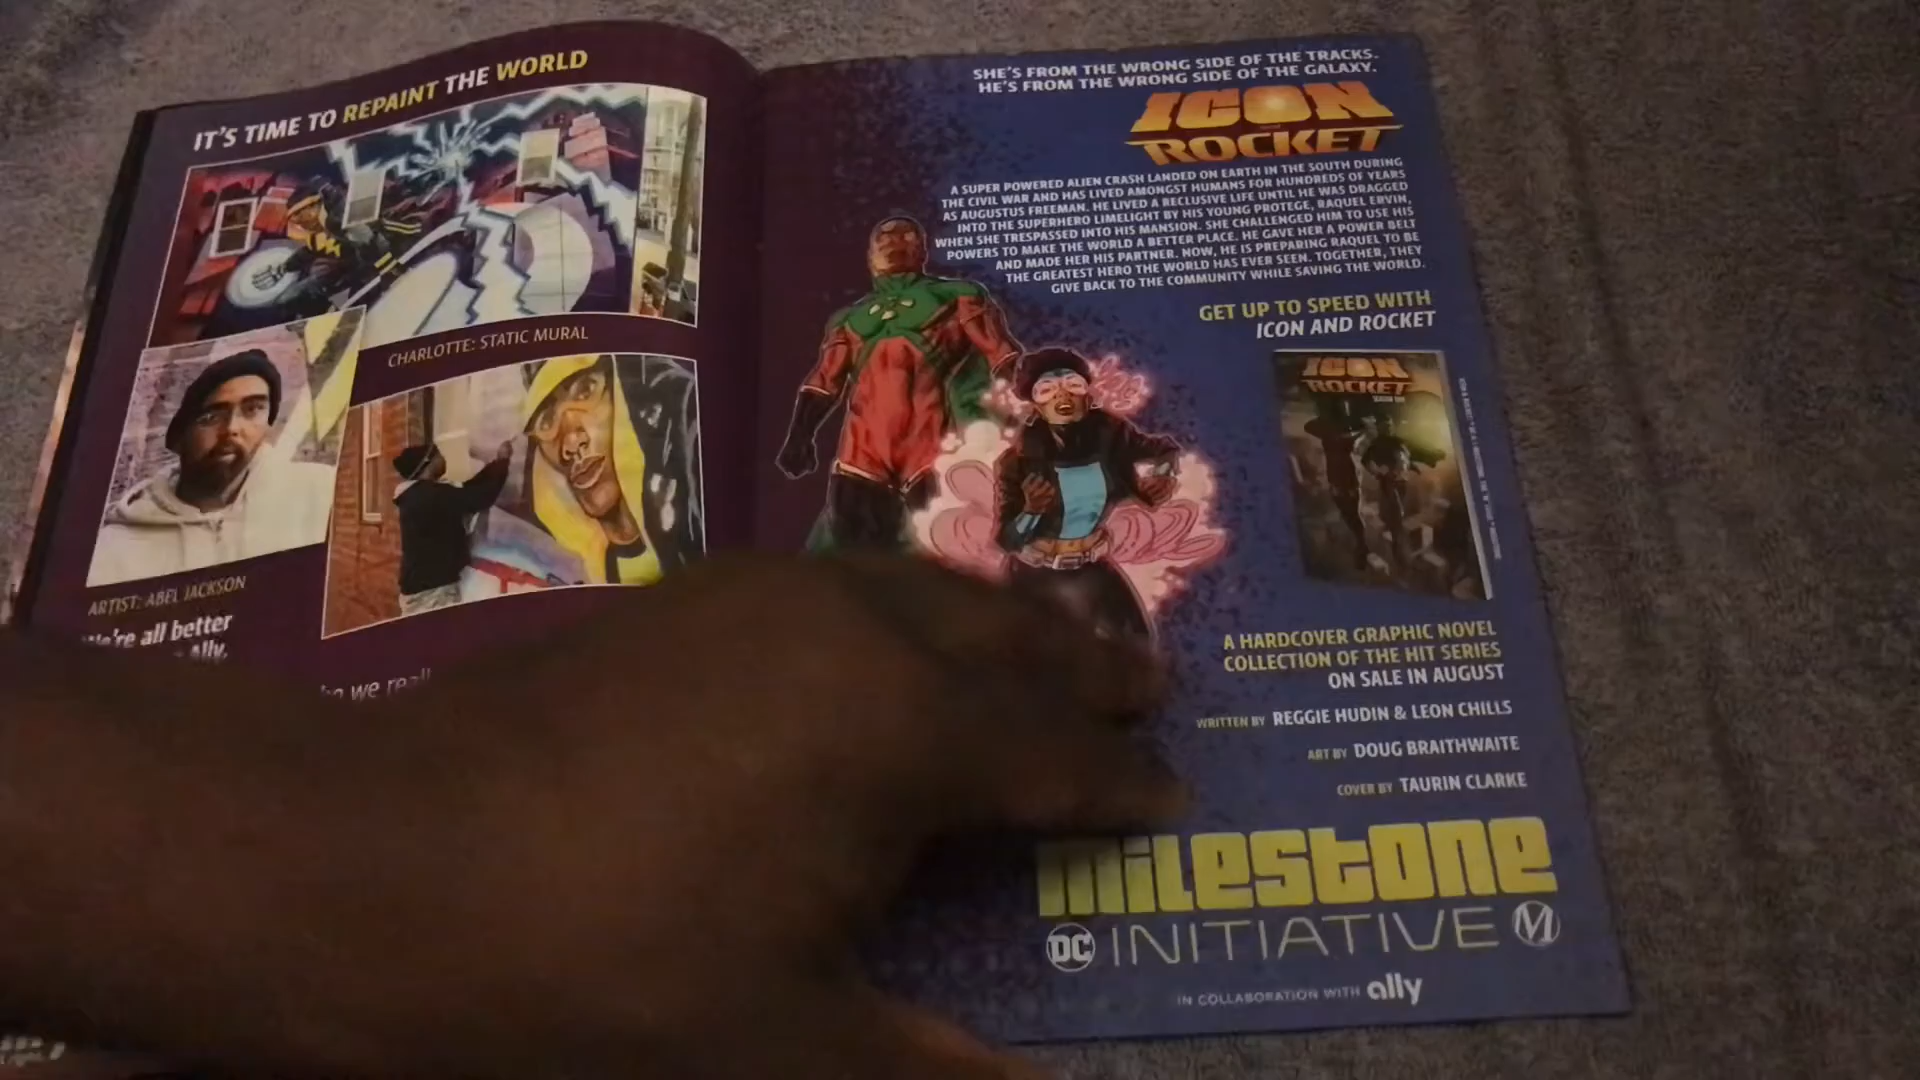 IT'S TIME TO REPAINT THE WORLD
CHARLOTTE: STATIC MURAL
ARTIST: ABEL JACKSON
We're all better
Ally.
we
SHE'S FROM THE WRONG SIDE OF THE TRACKS.
HE'S FROM THE WRONG SIDE OF THE GALAXY.
ICON
ROCKET
A SUPER POWERED ALIEN CRASH LANDED ON EARTH IN THE SOUTH DURING
THE CIVIL WAR AND HAS LIVED AMONGST HUMANS FOR HUNDREDS OF YEARS
AS AUGUSTUS FREEMAN. HE LIVED A RECLUSIVE LIFE UNTIL HE WAS DRAGGED
INTO THE SUPERHERO LIMELIGHT BY HIS YOUNG PROTEGE, RAQUEL ERVIN,
WHEN SHE TRESPASSED INTO HIS MANSION. SHE CHALLENGED HIM TO USE HIS
POWERS TO MAKE THE WORLD A BETTER PLACE. HE GAVE HER A POWER BELT
AND MADE HER HIS PARTNER. NOW, HE IS PREPARING RAQUEL TO BE
THE GREATEST HERO THE WORLD HAS EVER SEEN. TOGETHER, THEY
GIVE BACK TO THE COMMUNITY WHILE SAVING THE WORLD.
GET UP TO SPEED WITH
ICON AND ROCKET
ICON
ROCKET
A HARDCOVER GRAPHIC NOVEL
COLLECTION OF THE HIT SERIES
ON SALE IN AUGUST
WRITTEN BY REGGIE HUDIN & LEON CHILLS
ART BY DOUG BRAITHWAITE
COVER BY TAURIN CLARKE
milestone
DC INITIATIVE M
IN COLLABORATION WITH ally